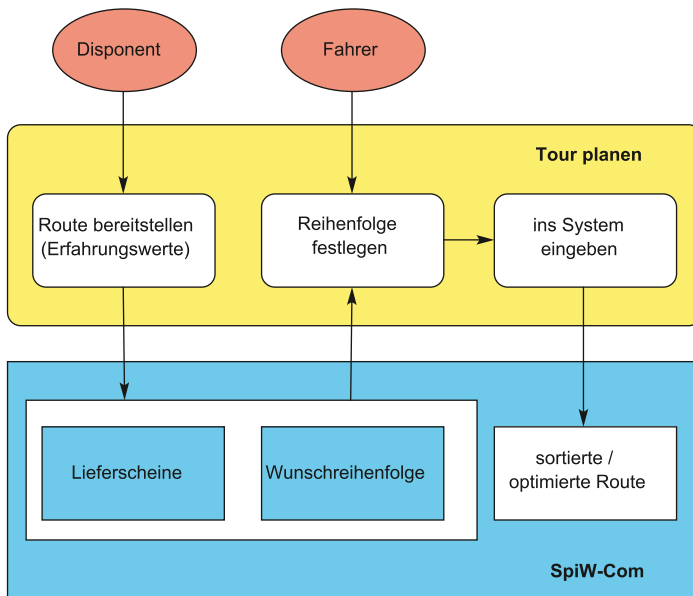 Disponent
Fahrer
Tour planen
Route bereitstellen
(Erfahrungswerte)
Reihenfolge
festlegen
ins System
eingeben
Lieferscheine
Wunschreihenfolge
sortierte /
optimierte Route
SpiW-Com